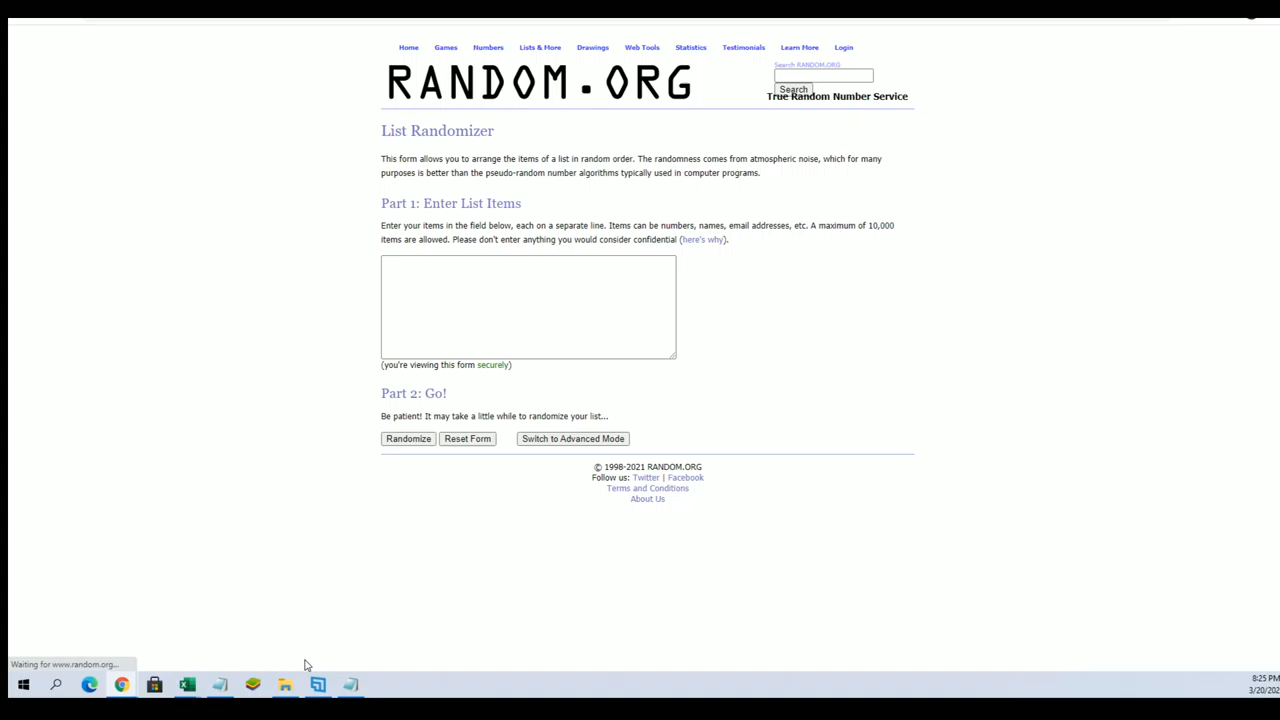 Home Games Numbers Lists & More Drawings Web Tools Statistics Testimonials Learn More Login
RANDOM.ORG
Search RANDOM.ORG
Search
True Random Number Service
List Randomizer
This form allows you to arrange the items of a list in random order. The randomness comes from atmospheric noise, which for many
purposes is better than the pseudo-random number algorithms typically used in computer programs.
Part 1: Enter List Items
Enter your items in the field below, each on a separate line. Items can be numbers, names, email addresses, etc. A maximum of 10,000
items are allowed. Please don't enter anything you would consider confidential (here's why).
(you're viewing this form securely)
Part 2: Go!
Be patient! It may take a little while to randomize your list...
Randomize Reset Form Switch to Advanced Mode
© 1998-2021 RANDOM.ORG
Follow us: Twitter | Facebook
Terms and Conditions
About Us
Waiting for www.random.org...
8:25 PM
3/20/202